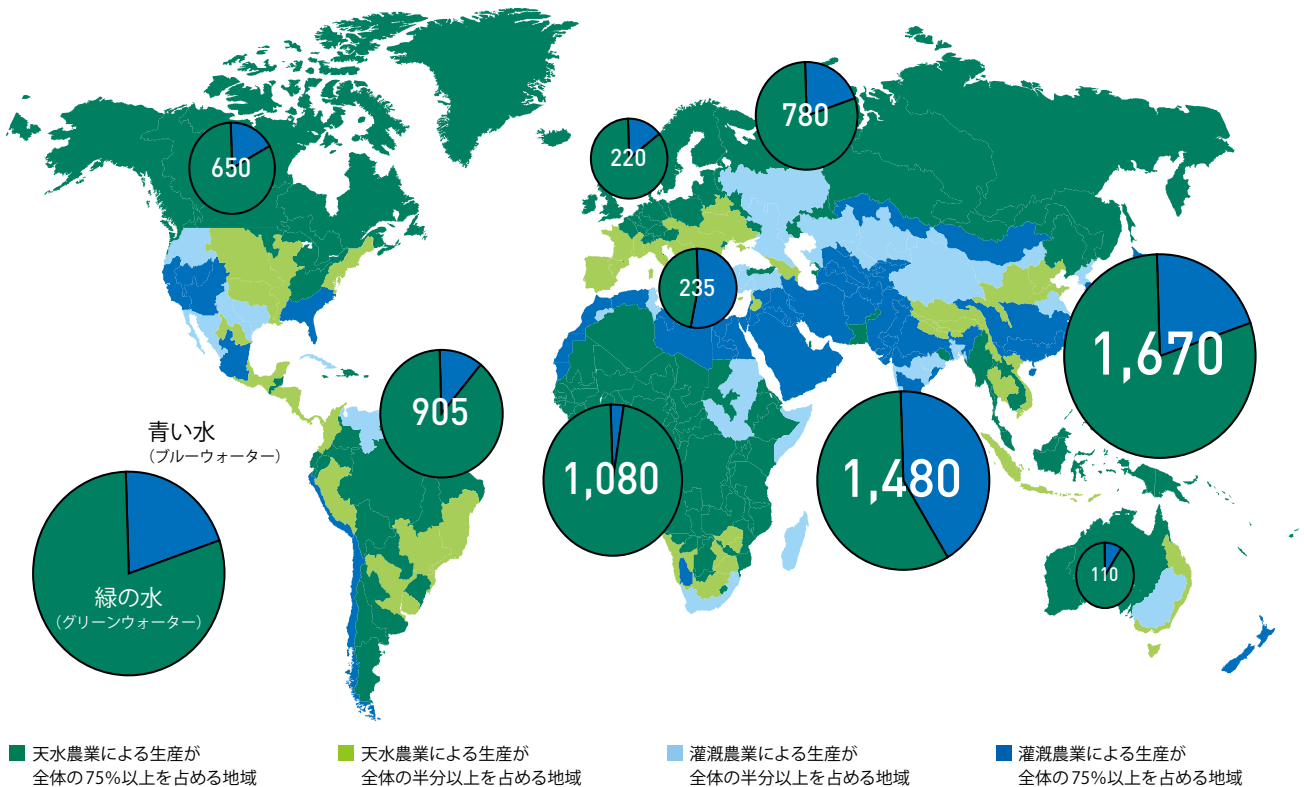 780
220
650
235
1,670
905
1,080
1,480
110
青い水
（ブルーウォーター）
緑の水
（グリーンウォーター）
天水農業による生産が
全体の75％以上を占める地域
天水農業による生産が
全体の半分以上を占める地域
灌漑農業による生産が
全体の半分以上を占める地域
灌漑農業による生産が
全体の75％以上を占める地域